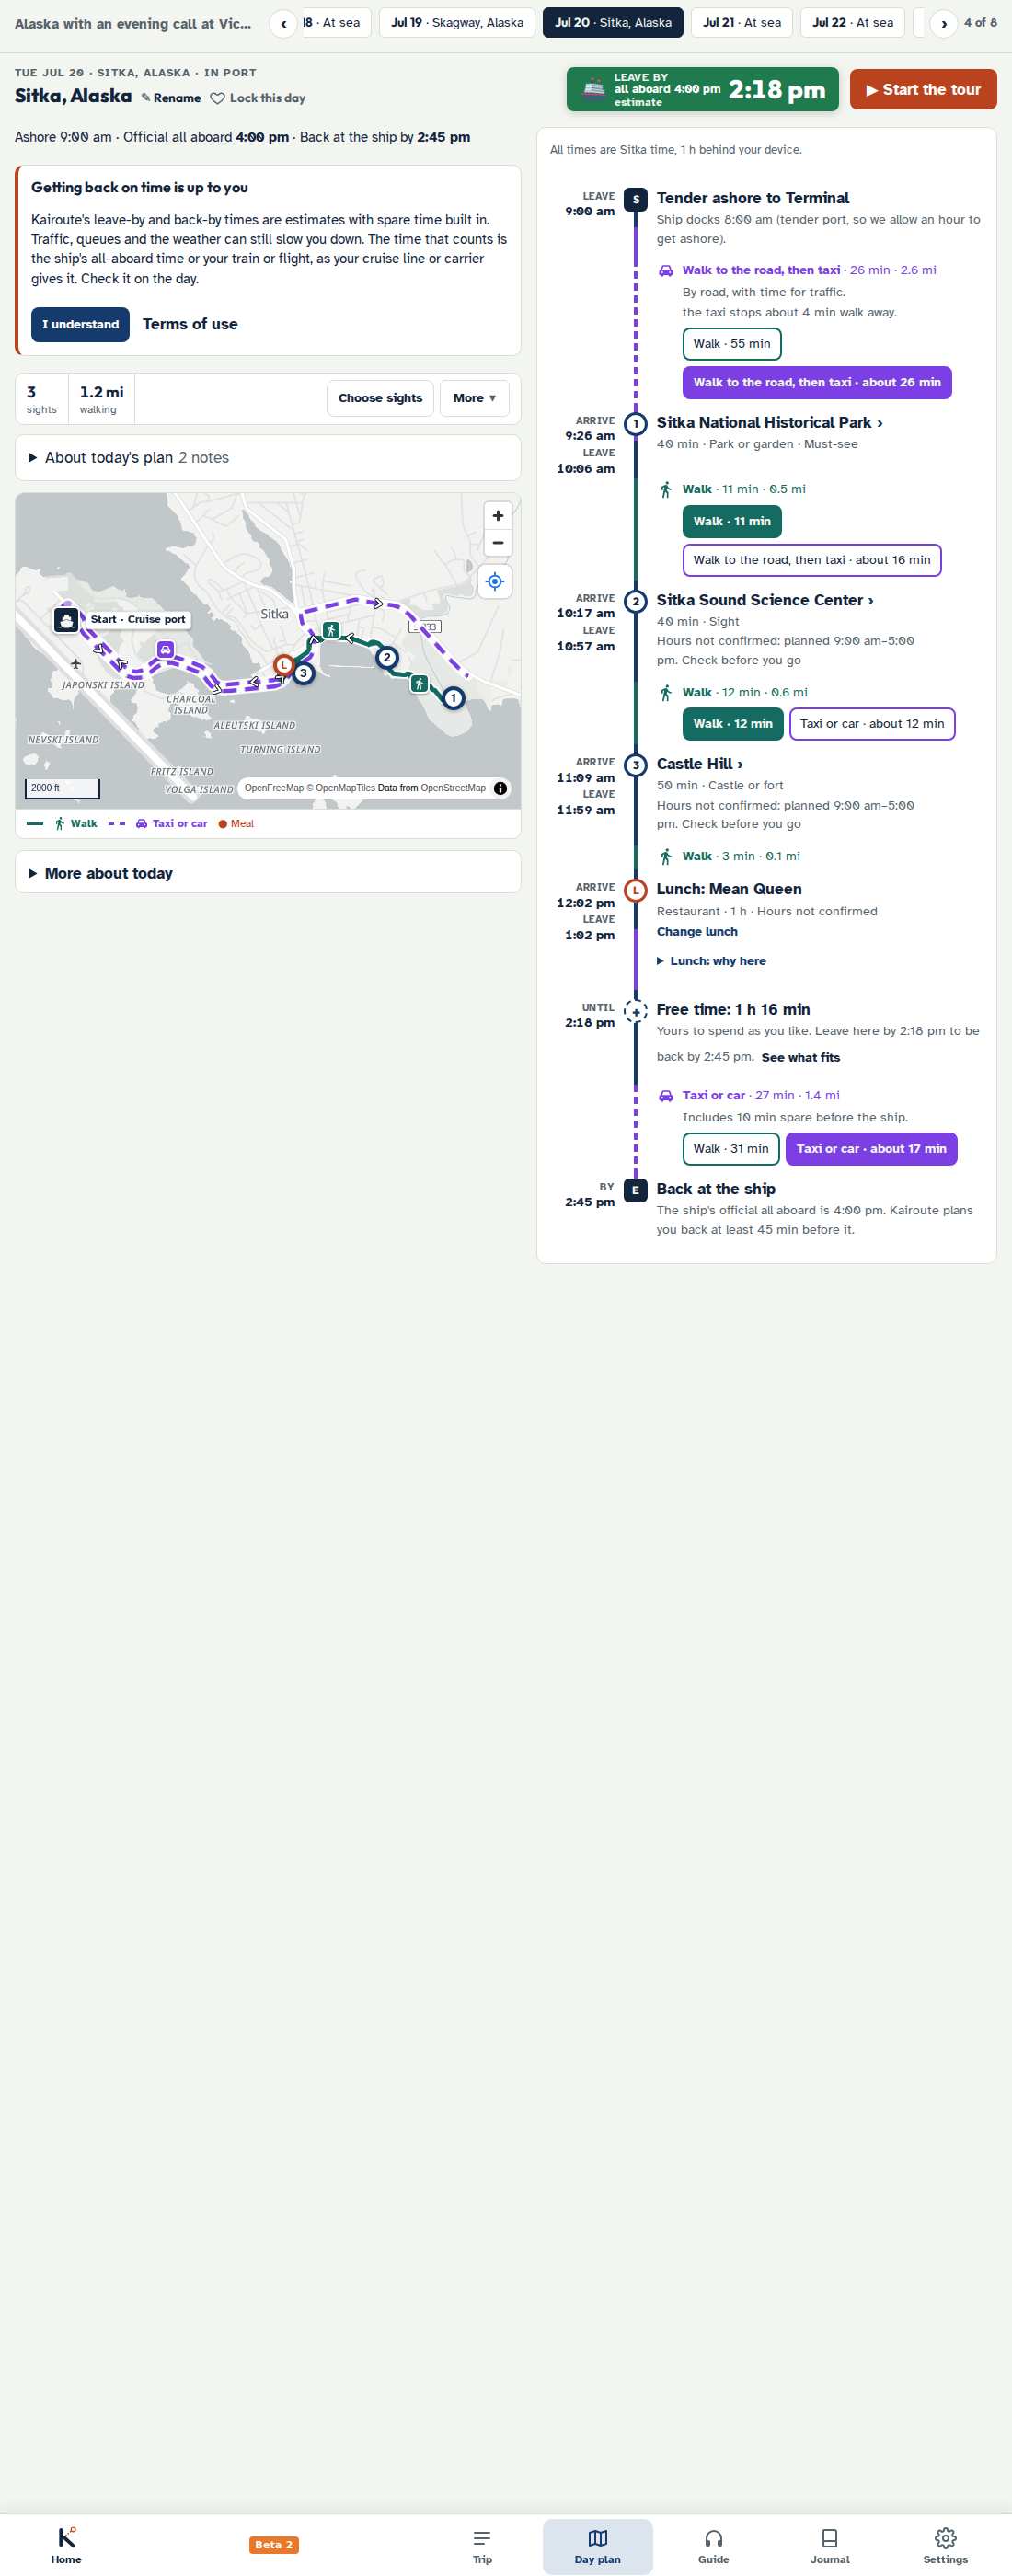 Alaska with an evening call at Vic...
18 · At sea
Jul 19 · Skagway, Alaska
Jul 20 · Sitka, Alaska
Jul 21 · At sea
Jul 22 · At sea
4 of 8
TUE JUL 20 · SITKA, ALASKA · IN PORT
Sitka, Alaska
Rename
Lock this day
LEAVE BY
all aboard 4:00 pm
estimate
2:18 pm
Start the tour
Ashore 9:00 am · Official all aboard 4:00 pm · Back at the ship by 2:45 pm
Getting back on time is up to you
Kairoute's leave-by and back-by times are estimates with spare time built in.
Traffic, queues and the weather can still slow you down. The time that counts is
the ship's all-aboard time or your train or flight, as your cruise line or carrier
gives it. Check it on the day.
I understand
Terms of use
3
sights
1.2 mi
walking
Choose sights
More
About today's plan 2 notes
Sitka
Start · Cruise port
JAPONSKI ISLAND
CHARCOAL
ISLAND
ALEUTSKI ISLAND
NEVSKI ISLAND
TURNING ISLAND
FRITZ ISLAND
VOLGA ISLAND
L
3
2
1
2000 ft
OpenFreeMap © OpenMapTiles Data from OpenStreetMap
Walk
Taxi or car
Meal
More about today
All times are Sitka time, 1 h behind your device.
LEAVE
9:00 am
S
Tender ashore to Terminal
Ship docks 8:00 am (tender port, so we allow an hour to
get ashore).
Walk to the road, then taxi · 26 min · 2.6 mi
By road, with time for traffic.
the taxi stops about 4 min walk away.
Walk · 55 min
Walk to the road, then taxi · about 26 min
ARRIVE
9:26 am
LEAVE
10:06 am
1
Sitka National Historical Park ›
40 min · Park or garden · Must-see
Walk · 11 min · 0.5 mi
Walk · 11 min
Walk to the road, then taxi · about 16 min
ARRIVE
10:17 am
LEAVE
10:57 am
2
Sitka Sound Science Center ›
40 min · Sight
Hours not confirmed: planned 9:00 am–5:00
pm. Check before you go
Walk · 12 min · 0.6 mi
Walk · 12 min
Taxi or car · about 12 min
ARRIVE
11:09 am
LEAVE
11:59 am
3
Castle Hill ›
50 min · Castle or fort
Hours not confirmed: planned 9:00 am–5:00
pm. Check before you go
Walk · 3 min · 0.1 mi
ARRIVE
12:02 pm
LEAVE
1:02 pm
L
Lunch: Mean Queen
Restaurant · 1 h · Hours not confirmed
Change lunch
Lunch: why here
UNTIL
2:18 pm
+
Free time: 1 h 16 min
Yours to spend as you like. Leave here by 2:18 pm to be
back by 2:45 pm. See what fits
Taxi or car · 27 min · 1.4 mi
Includes 10 min spare before the ship.
Walk · 31 min
Taxi or car · about 17 min
BY
2:45 pm
E
Back at the ship
The ship's official all aboard is 4:00 pm. Kairoute plans
you back at least 45 min before it.
Home
Beta 2
Trip
Day plan
Guide
Journal
Settings